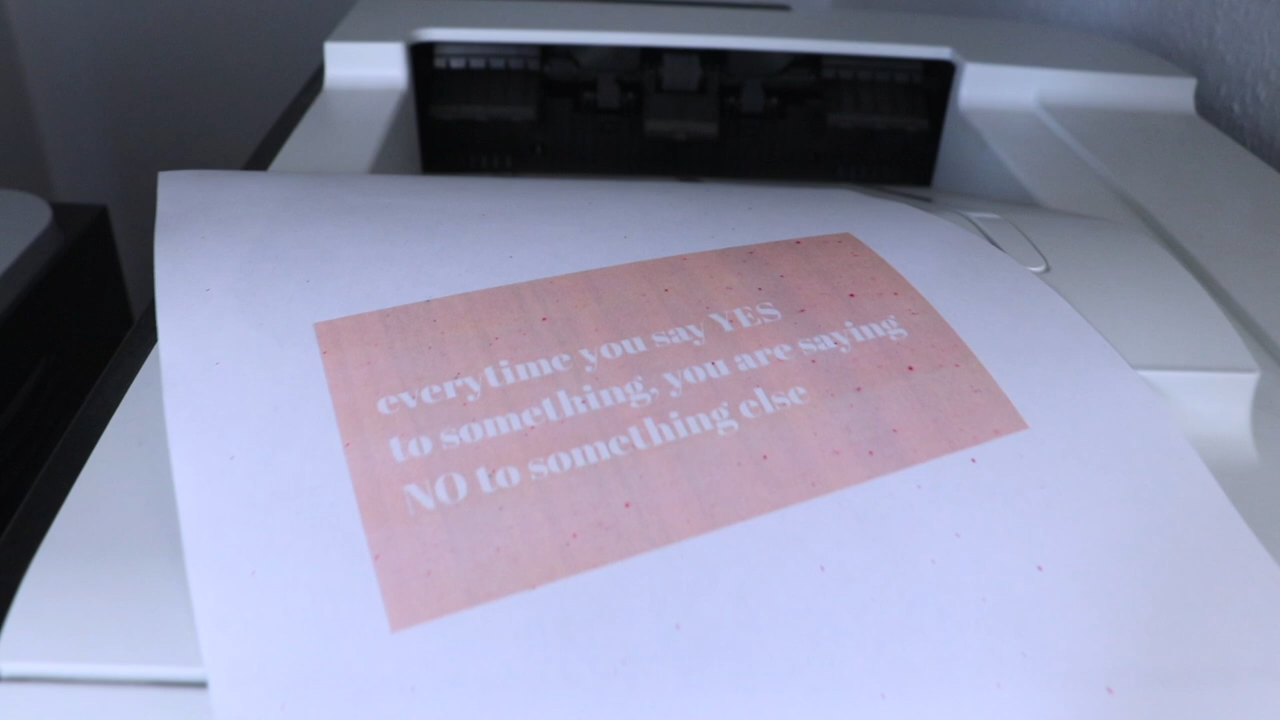 everytime you say YES
to something, you are saying
NO to something else